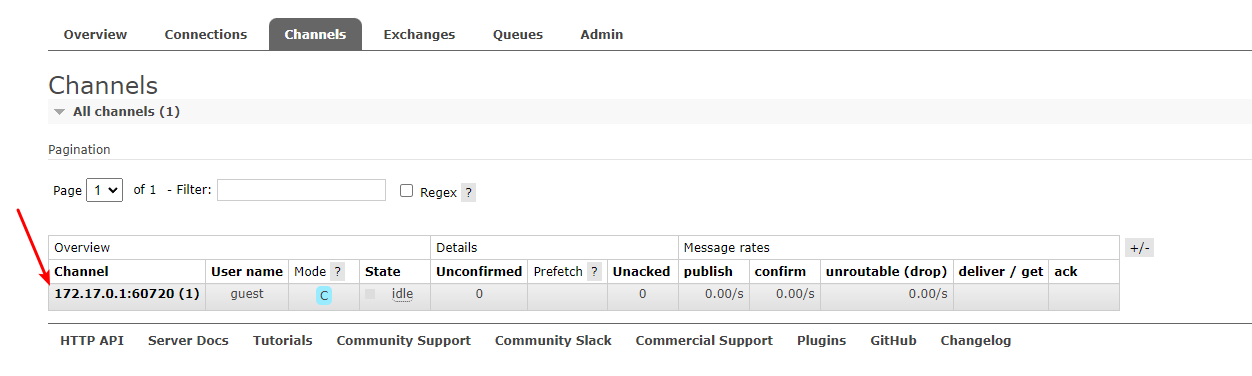 Overview Connections Channels Exchanges Queues Admin
Channels
All channels (1)
Pagination
Page 1 of 1 - Filter: Regex ?
Overview Details Message rates +/-
Channel User name Mode ? State Unconfirmed Prefetch ? Unacked publish confirm unroutable (drop) deliver / get ack
172.17.0.1:60720 (1) guest C idle 0 0 0.00/s 0.00/s 0.00/s
HTTP API Server Docs Tutorials Community Support Community Slack Commercial Support Plugins GitHub Changelog